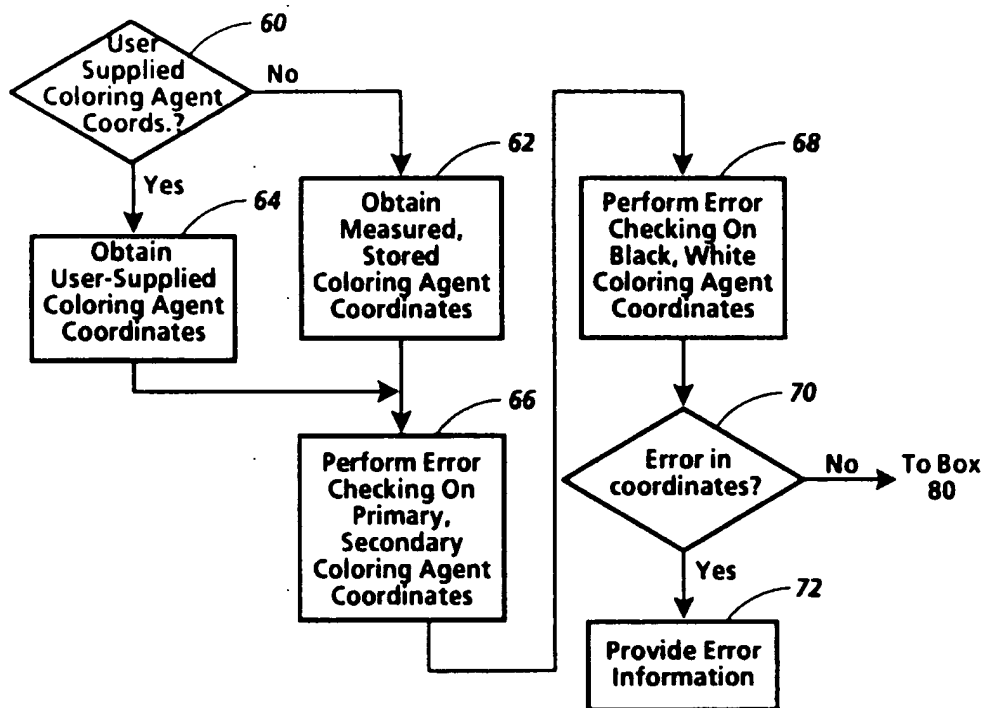 60
User
Supplied
Coloring Agent
Coords.?
No
Yes
64
Obtain
User-Supplied
Coloring Agent
Coordinates
62
Obtain
Measured,
Stored
Coloring Agent
Coordinates
66
Perform Error
Checking On
Primary,
Secondary
Coloring Agent
Coordinates
68
Perform Error
Checking On
Black, White
Coloring Agent
Coordinates
70
Error in
coordinates?
No
To Box
80
Yes
72
Provide Error
Information